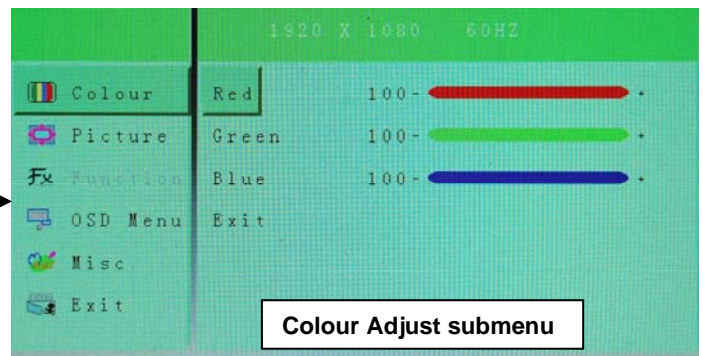 1920 X 1080 60HZ
Colour
Red 100 - +
Picture
Green 100 - +
Fx Function
Blue 100 - +
OSD Menu
Exit
Misc
Exit
Colour Adjust submenu